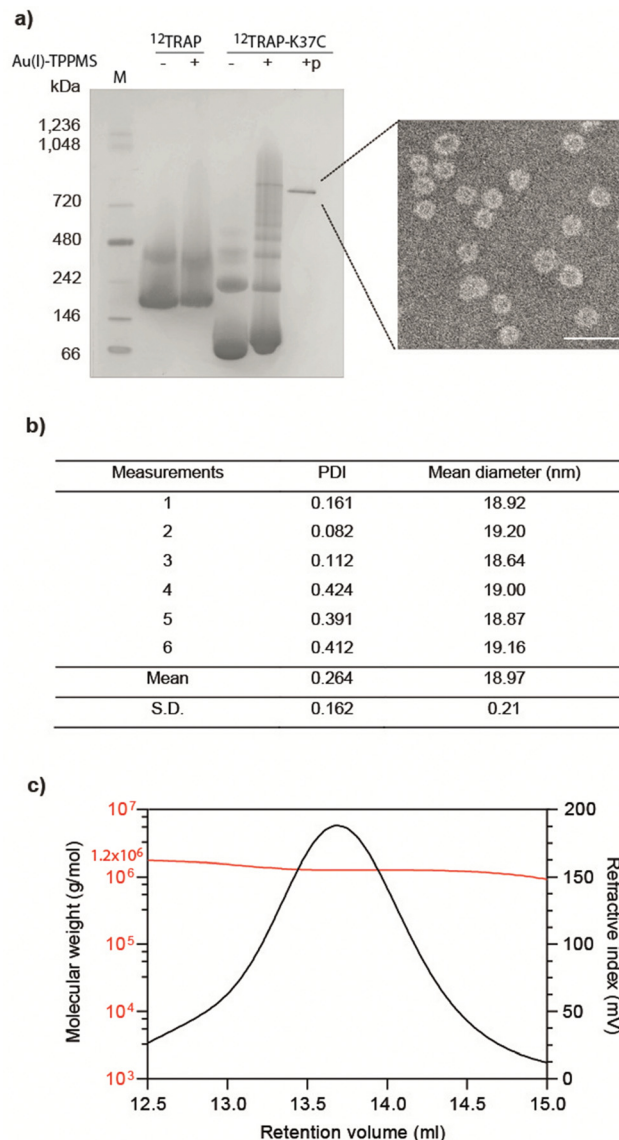 a)
12TRAP 12TRAP-K37C
Au(I)-TPPMS - + - + +p
kDa M
1,236
1,048
720
480
242
146
66
b)
Measurements PDI Mean diameter (nm)
1 0.161 18.92
2 0.082 19.20
3 0.112 18.64
4 0.424 19.00
5 0.391 18.87
6 0.412 19.16
Mean 0.264 18.97
S.D. 0.162 0.21
c)
Molecular weight (g/mol)
10^7
1.2x10^6
10^6
10^5
10^4
10^3
200
150
100
50
0
Refractive index (mV)
12.5 13.0 13.5 14.0 14.5 15.0
Retention volume (ml)